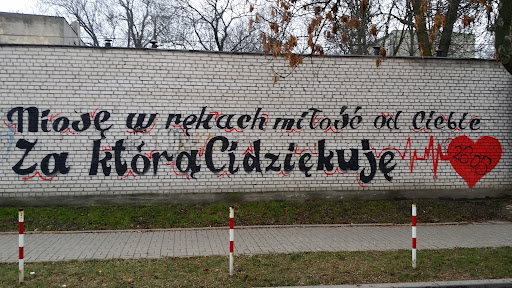 Niosę w rękach miłość od Ciebie
Za którą Ci dziękuję